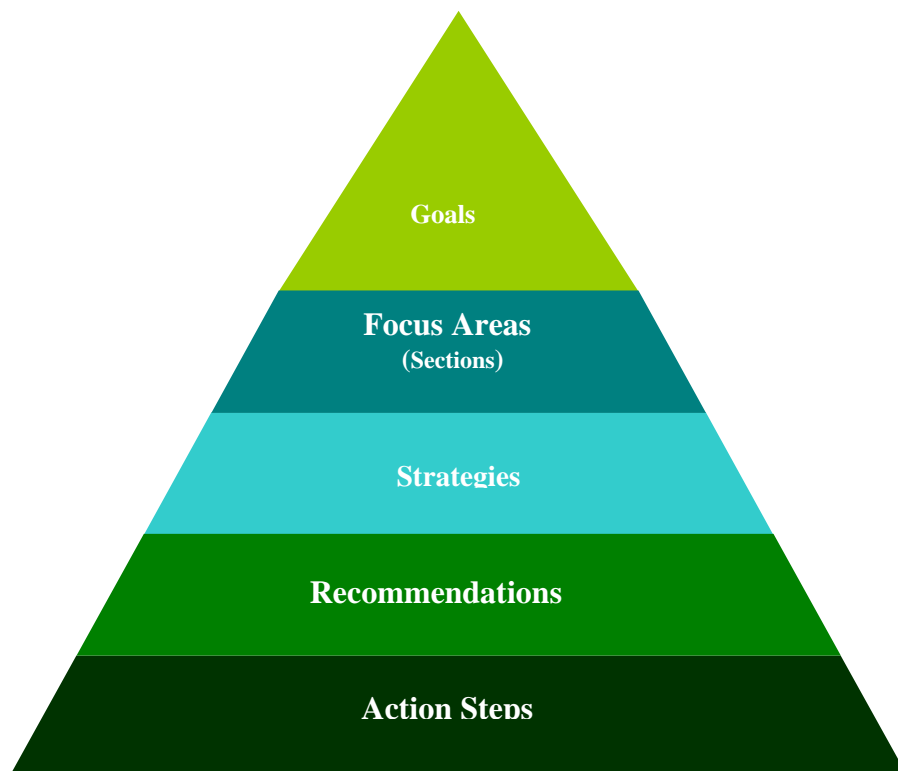 Goals
Focus Areas
(Sections)
Strategies
Recommendations
Action Steps